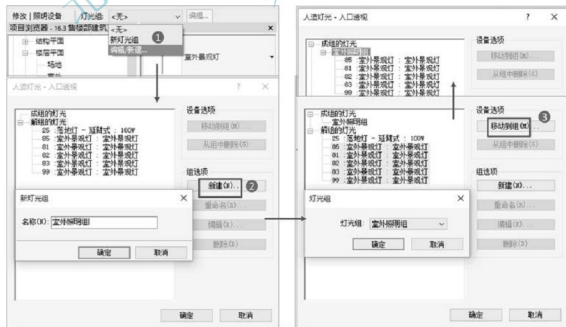 修改 | 照明设备 灯光组: <无> 编辑...
项目浏览器 - 16.3 售楼部建筑
<无>
新灯光组
编辑/新建...
1
结构平面
楼层平面
场地
室外景观灯
人造灯光 - 人口透视 ? ×
成组的灯光
解组的灯光
25 :落地灯 - 延臂式 : 100W
05 :室外景观灯 : 室外景观灯
01 :室外景观灯 : 室外景观灯
02 :室外景观灯 : 室外景观灯
03 :室外景观灯 : 室外景观灯
99 :室外景观灯 : 室外景观灯
设备选项
移动到组(M)...
从组中删除(S)
组选项
新建(N)... 2
重命名(R)...
编辑(E)...
删除(D)
新灯光组 ×
名称(N): 室外照明组
确定 取消
确定 取消
人造灯光 - 人口透视
成组的灯光
室外照明组
05 :室外景观灯 : 室外景观灯
01 :室外景观灯 : 室外景观灯
02 :室外景观灯 : 室外景观灯
03 :室外景观灯 : 室外景观灯
99 :室外景观灯 : 室外景观灯
设备选项
移动到组(M)...
从组中删除(S)
成组的灯光
室外照明组
解组的灯光
25 :落地灯 - 延臂式 : 100W
05 :室外景观灯 : 室外景观灯
01 :室外景观灯 : 室外景观灯
02 :室外景观灯 : 室外景观灯
03 :室外景观灯 : 室外景观灯
99 :室外景观灯 : 室外景观灯
设备选项
3
移动到组(M)...
从组中删除(S)
组选项
新建(N)...
重命名(R)...
编辑(E)...
删除(D)
灯光组 ×
灯光组: 室外照明组
确定 取消
确定 取消